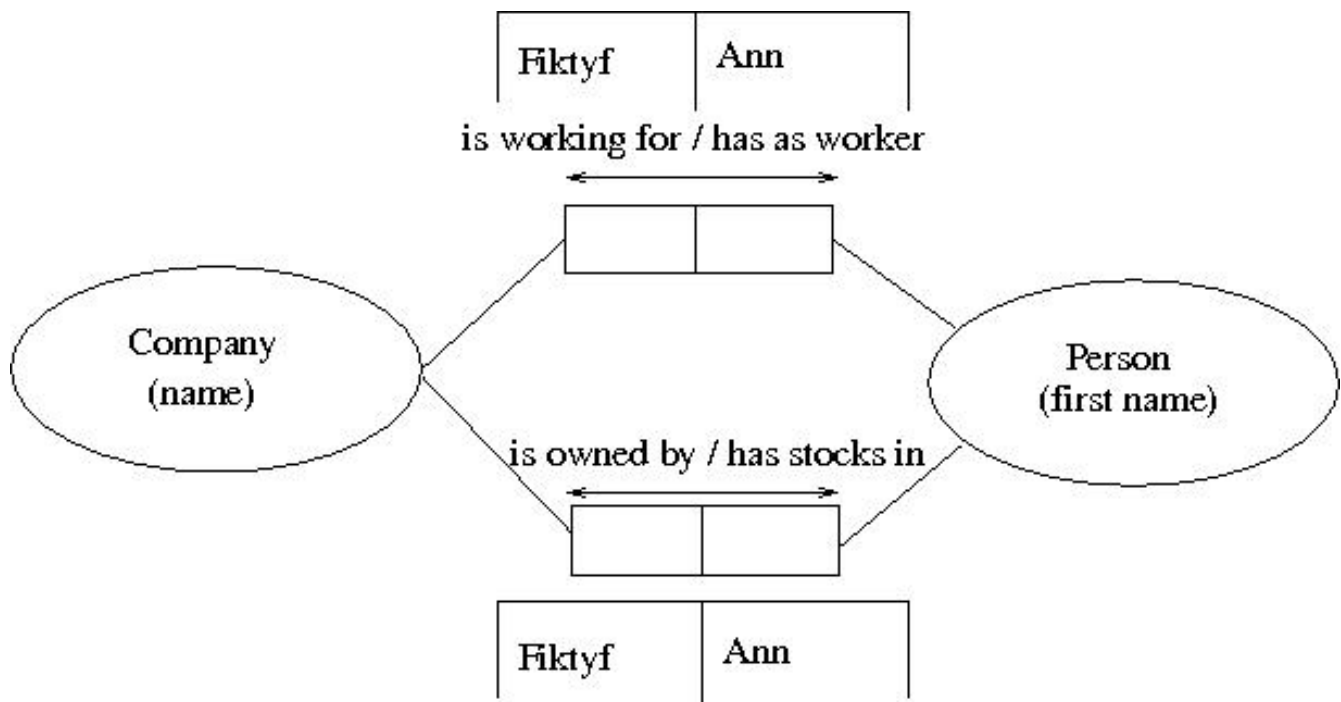 Fiktyf
Ann
is working for / has as worker
Company
(name)
Person
(first name)
is owned by / has stocks in
Fiktyf
Ann